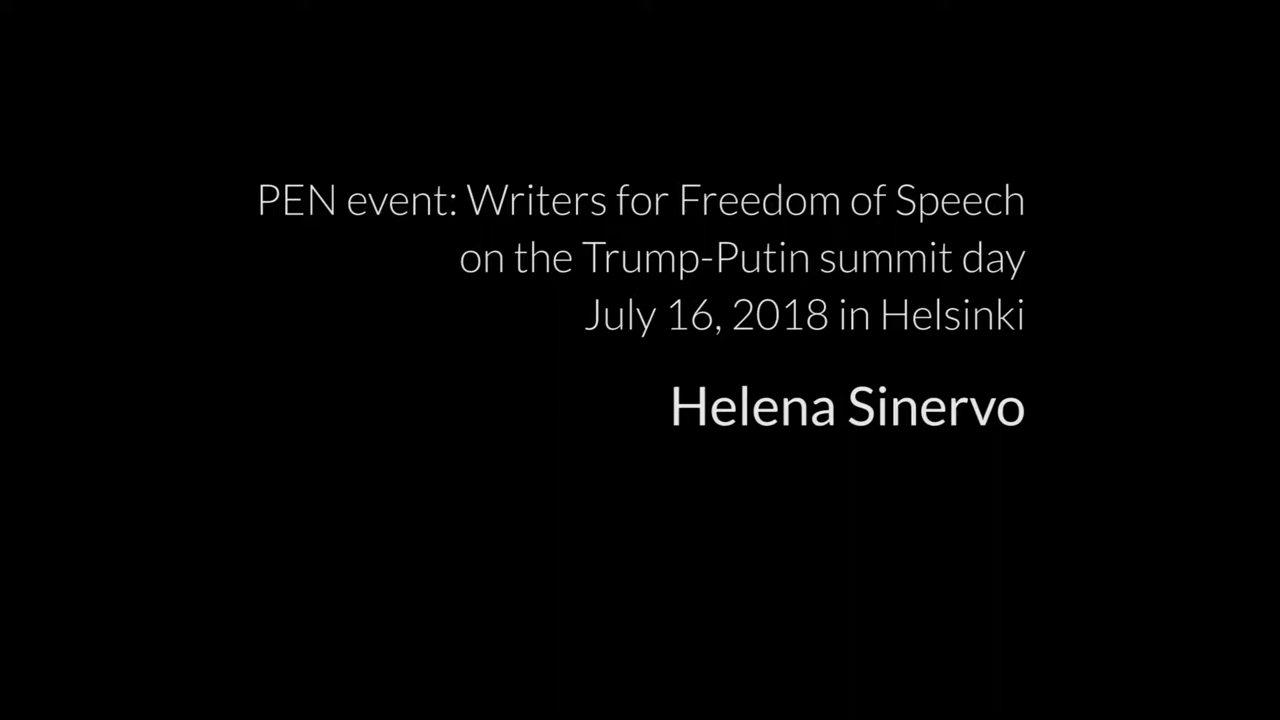 PEN event: Writers for Freedom of Speech
on the Trump-Putin summit day
July 16, 2018 in Helsinki
Helena Sinervo